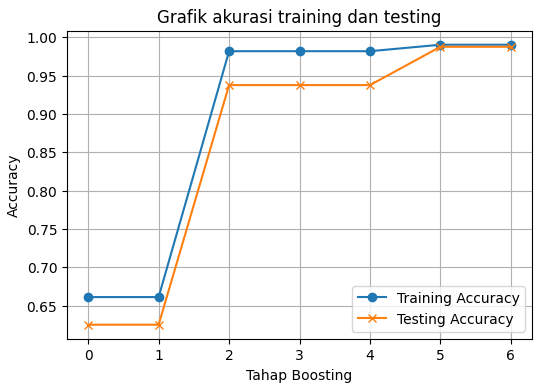 Grafik akurasi training dan testing
1.00
0.95
0.90
0.85
0.80
0.75
0.70
0.65
Accuracy
Training Accuracy
Testing Accuracy
0 1 2 3 4 5 6
Tahap Boosting